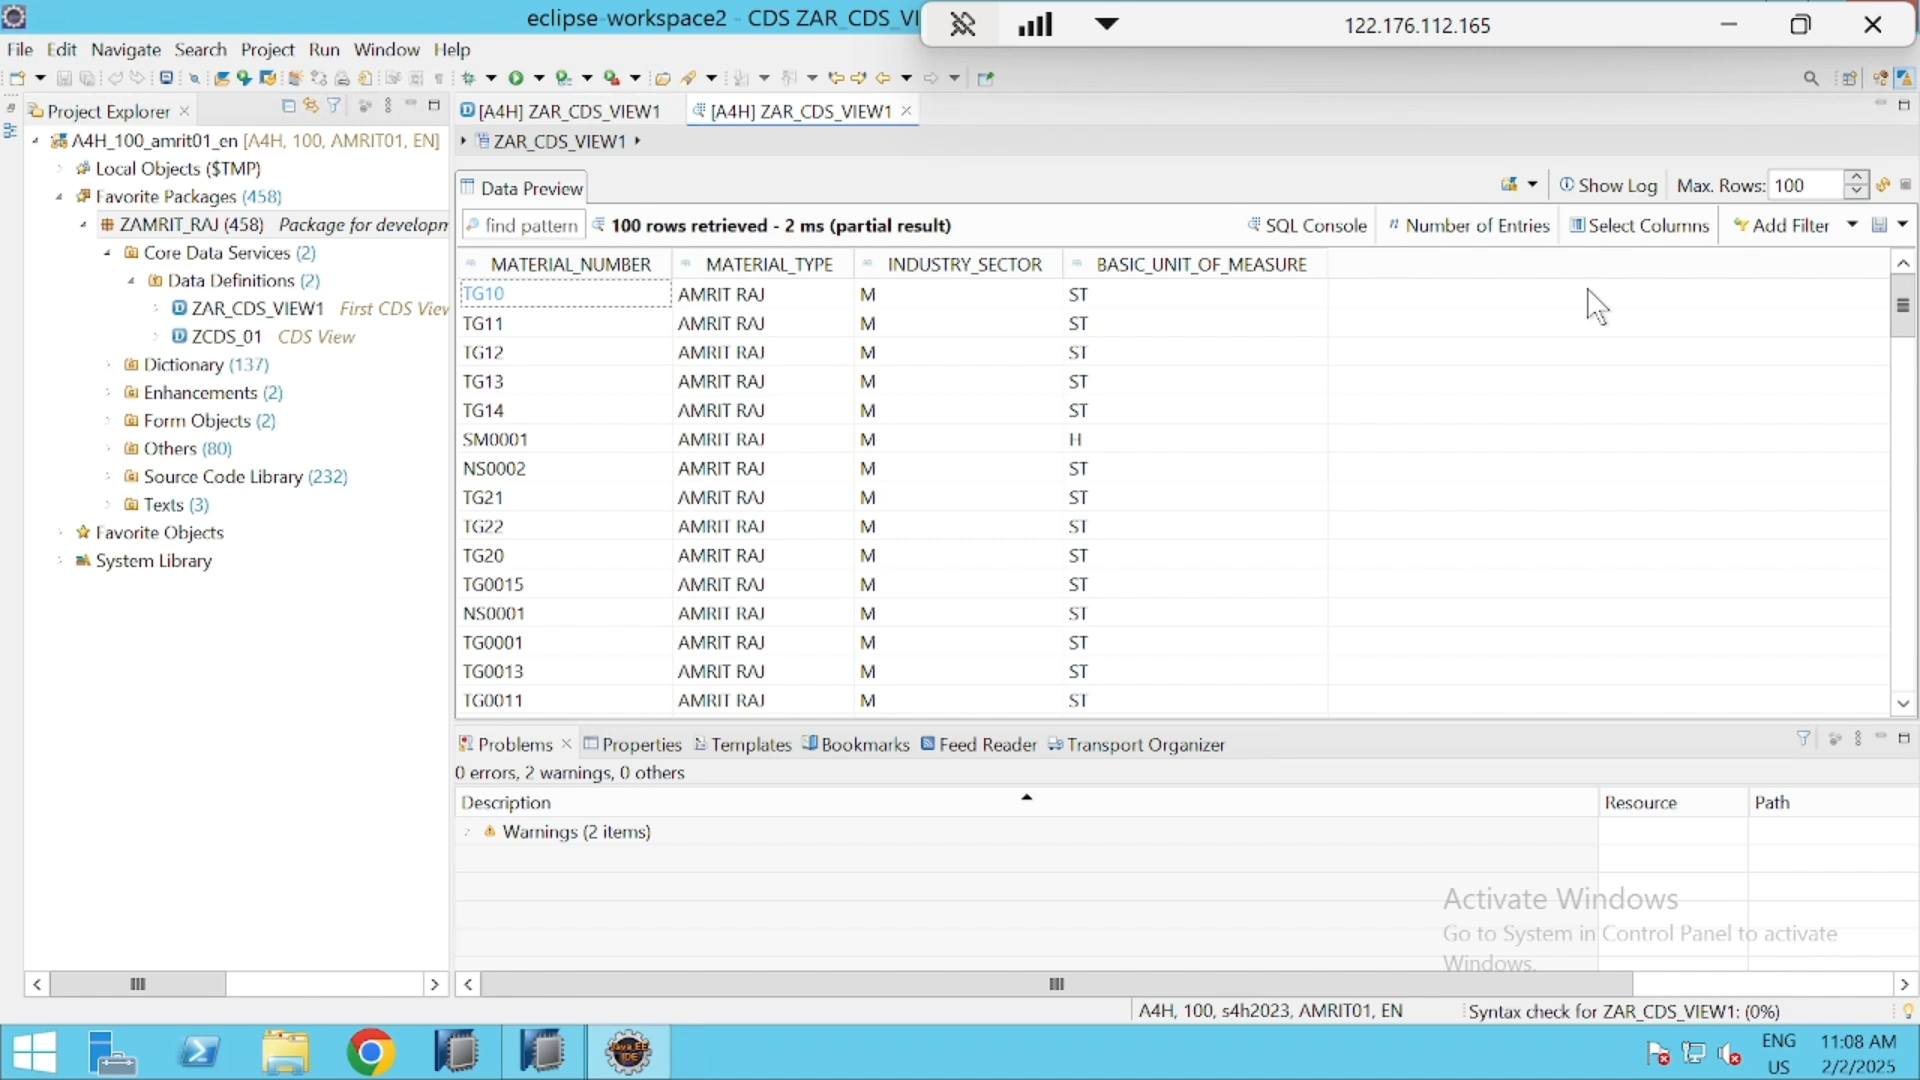 eclipse-workspace2 - CDS ZAR_CDS_VI
122.176.112.165
File Edit Navigate Search Project Run Window Help
Project Explorer
[A4H] ZAR_CDS_VIEW1
[A4H] ZAR_CDS_VIEW1
A4H_100_amrit01_en [A4H, 100, AMRIT01, EN]
Local Objects ($TMP)
Favorite Packages (458)
ZAMRIT_RAJ (458) Package for developm
Core Data Services (2)
Data Definitions (2)
ZAR_CDS_VIEW1 First CDS View
ZCDS_01 CDS View
Dictionary (137)
Enhancements (2)
Form Objects (2)
Others (80)
Source Code Library (232)
Texts (3)
Favorite Objects
System Library
ZAR_CDS_VIEW1
Data Preview
Show Log Max. Rows: 100
find pattern 100 rows retrieved - 2 ms (partial result) SQL Console Number of Entries Select Columns Add Filter
MATERIAL_NUMBER MATERIAL_TYPE INDUSTRY_SECTOR BASIC_UNIT_OF_MEASURE
TG10 AMRIT RAJ M ST
TG11 AMRIT RAJ M ST
TG12 AMRIT RAJ M ST
TG13 AMRIT RAJ M ST
TG14 AMRIT RAJ M ST
SM0001 AMRIT RAJ M H
NS0002 AMRIT RAJ M ST
TG21 AMRIT RAJ M ST
TG22 AMRIT RAJ M ST
TG20 AMRIT RAJ M ST
TG0015 AMRIT RAJ M ST
NS0001 AMRIT RAJ M ST
TG0001 AMRIT RAJ M ST
TG0013 AMRIT RAJ M ST
TG0011 AMRIT RAJ M ST
Problems Properties Templates Bookmarks Feed Reader Transport Organizer
0 errors, 2 warnings, 0 others
Description Resource Path
Warnings (2 items)
Activate Windows
Go to System in Control Panel to activate
Windows.
A4H, 100, s4h2023, AMRIT01, EN Syntax check for ZAR_CDS_VIEW1: (0%)
Java EE
IDE
ENG
US
11:08 AM
2/2/2025